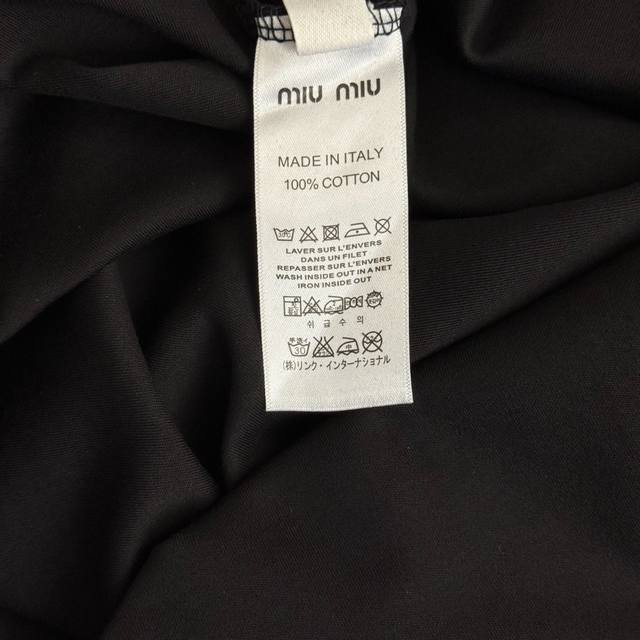 miu miu
MADE IN ITALY
100% COTTON
LAVER SUR L'ENVERS
DANS UN FILET
REPASSER SUR L'ENVERS
WASH INSIDE OUT IN A NET
IRON INSIDE OUT
취 급 수 의
30
(株)リンク・インターナショナル